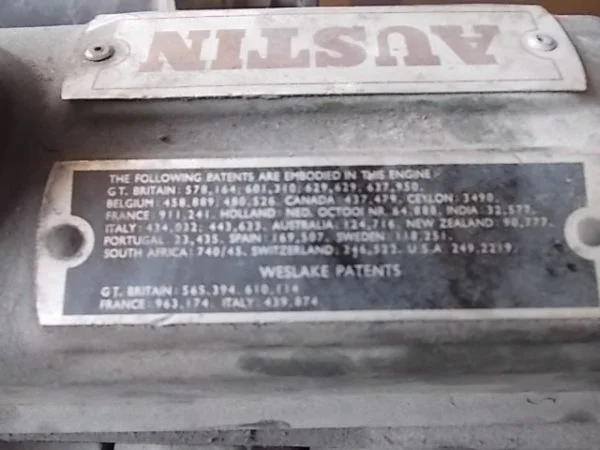 AUSTIN
THE FOLLOWING PATENTS ARE EMBODIED IN THIS ENGINE
GT. BRITAIN: 578,164; 601,310; 629,629; 637,950.
BELGIUM: 458,889; 480,526. CANADA: 437,479. CEYLON: 3490.
FRANCE: 911,241. HOLLAND: NED. OCTOOI NR. 64,888. INDIA: 32,577.
ITALY: 434,032; 443,633. AUSTRALIA: 124,716. NEW ZEALAND: 90,777.
PORTUGAL: 23,435. SPAIN: 169,507. SWEDEN: 118,251.
SOUTH AFRICA: 740/45. SWITZERLAND: U.S.A. 249,2219.
WESLAKE PATENTS
GT. BRITAIN: 565,394. 610,114
FRANCE: 963,174. ITALY: 439,874